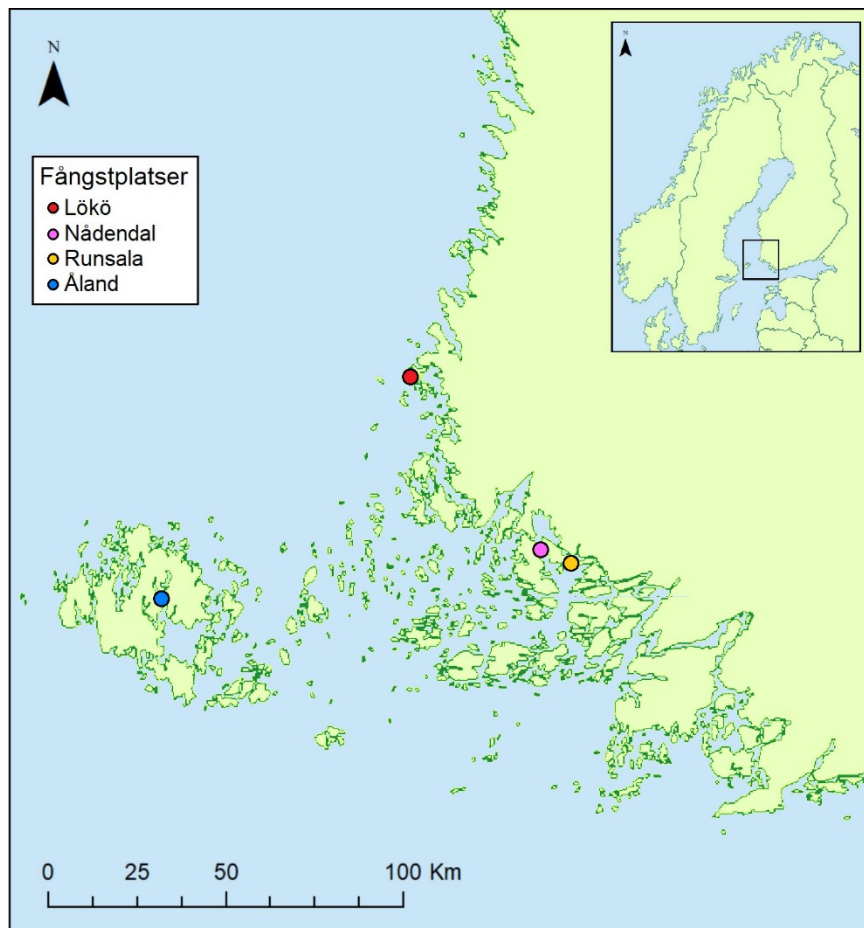 N
N
Fångstplatser
Lökö
Nådendal
Runsala
Åland
0 25 50 100 Km